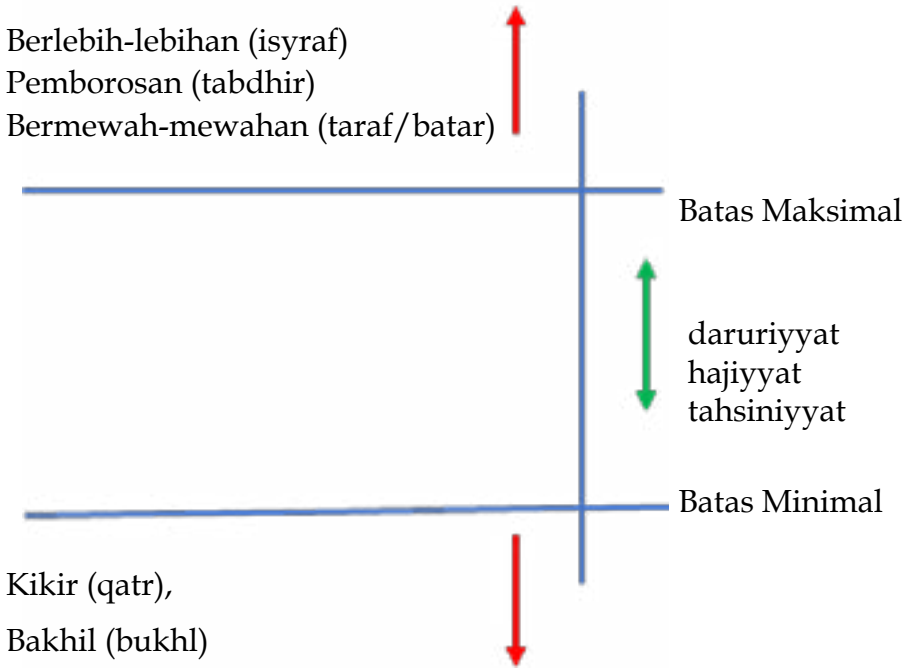 Berlebih-lebihan (isyraf)
Pemborosan (tabdhir)
Bermewah-mewahan (taraf/batar)
Batas Maksimal
daruriyyat
hajiyyat
tahsiniyyat
Batas Minimal
Kikir (qatr),
Bakhil (bukhl)